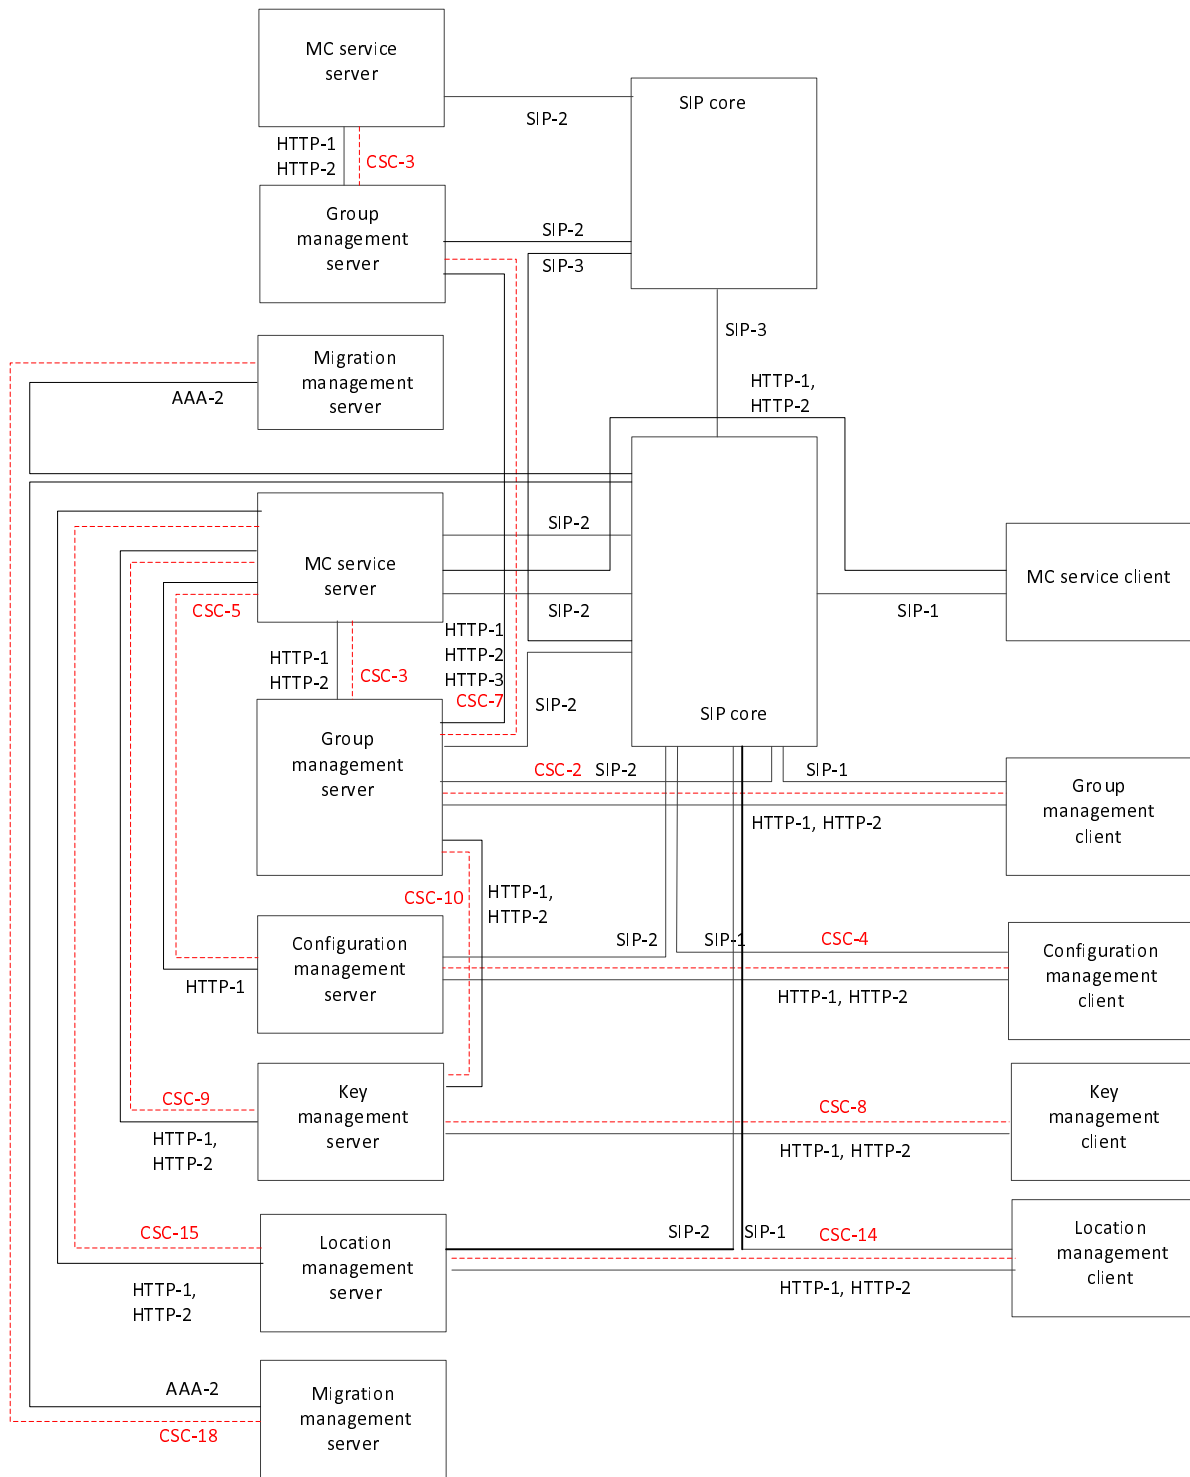 MC service
server
SIP core
SIP-2
HTTP-1
HTTP-2
CSC-3
Group
management
server
SIP-2
SIP-3
SIP-3
Migration
management
server
AAA-2
HTTP-1,
HTTP-2
MC service
server
SIP-2
SIP-2
CSC-5
MC service client
SIP-1
HTTP-1
HTTP-2
CSC-3
HTTP-1
HTTP-2
HTTP-3
CSC-7
SIP-2
SIP core
Group
management
server
CSC-2
SIP-2
SIP-1
Group
management
client
HTTP-1, HTTP-2
CSC-10
HTTP-1,
HTTP-2
Configuration
management
server
HTTP-1
SIP-2
SIP-1
CSC-4
HTTP-1, HTTP-2
Configuration
management
client
Key
management
server
CSC-9
HTTP-1,
HTTP-2
CSC-8
HTTP-1, HTTP-2
Key
management
client
CSC-15
Location
management
server
HTTP-1,
HTTP-2
SIP-2
SIP-1
CSC-14
HTTP-1, HTTP-2
Location
management
client
AAA-2
CSC-18
Migration
management
server